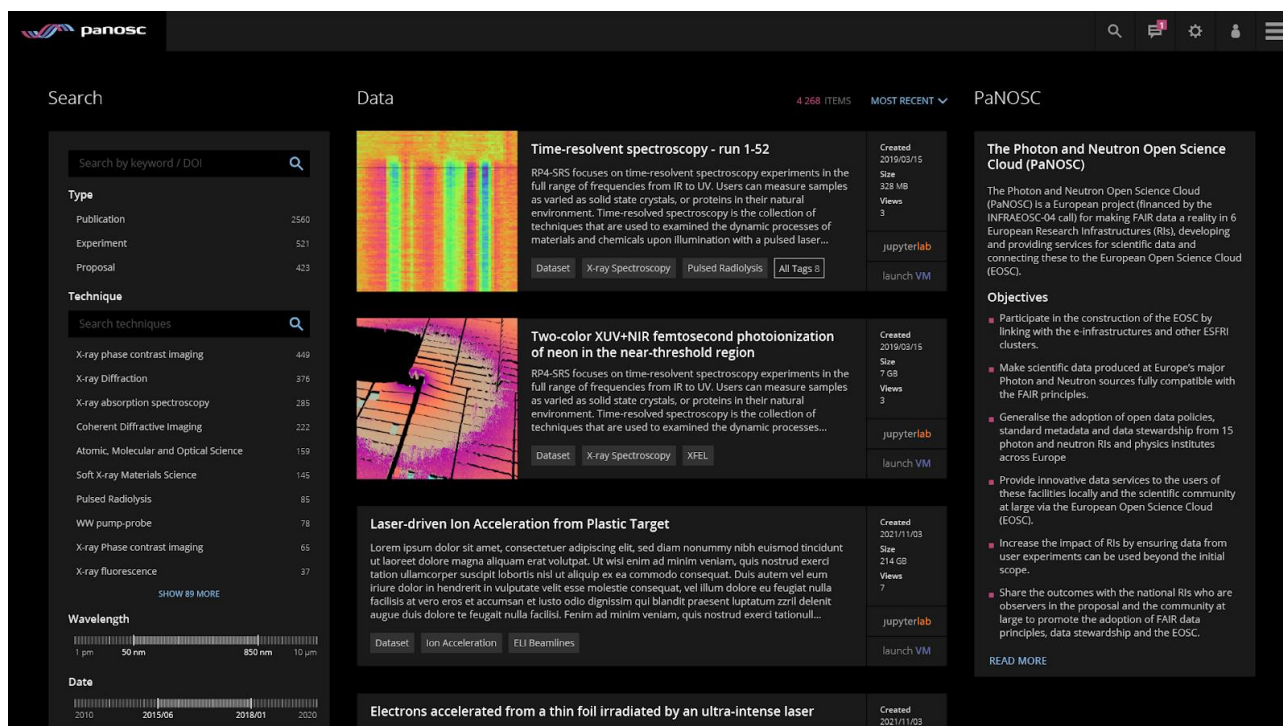 panosc
1
Search
Search by keyword / DOI
Type
Publication 2560
Experiment 521
Proposal 423
Technique
Search techniques
X-ray phase contrast imaging 449
X-ray Diffraction 376
X-ray absorption spectroscopy 285
Coherent Diffractive Imaging 222
Atomic, Molecular and Optical Science 159
Soft X-ray Materials Science 145
Pulsed Radiolysis 85
WW pump-probe 78
X-ray Phase contrast imaging 65
X-ray fluorescence 37
SHOW 89 MORE
Wavelength
1 pm 50 nm 850 nm 10 µm
Date
2010 2015/06 2018/01 2020
Data
4 268 ITEMS MOST RECENT
Time-resolvent spectroscopy - run 1-52
RP4-SRS focuses on time-resolvent spectroscopy experiments in the
full range of frequencies from IR to UV. Users can measure samples
as varied as solid state crystals, or proteins in their natural
environment. Time-resolved spectroscopy is the collection of
techniques that are used to examined the dynamic processes of
materials and chemicals upon illumination with a pulsed laser...
Dataset X-ray Spectroscopy Pulsed Radiolysis All Tags 8
Created
2019/03/15
Size
328 MB
Views
3
jupyterlab
launch VM
Two-color XUV+NIR femtosecond photoionization
of neon in the near-threshold region
RP4-SRS focuses on time-resolvent spectroscopy experiments in the
full range of frequencies from IR to UV. Users can measure samples
as varied as solid state crystals, or proteins in their natural
environment. Time-resolved spectroscopy is the collection of
techniques that are used to examined the dynamic processes...
Dataset X-ray Spectroscopy XFEL
Created
2019/03/15
Size
7 GB
Views
3
jupyterlab
launch VM
Laser-driven Ion Acceleration from Plastic Target
Lorem ipsum dolor sit amet, consectetuer adipiscing elit, sed diam nonummy nibh euismod tincidunt
ut laoreet dolore magna aliquam erat volutpat. Ut wisi enim ad minim veniam, quis nostrud exerci
tation ullamcorper suscipit lobortis nisl ut aliquip ex ea commodo consequat. Duis autem vel eum
iriure dolor in hendrerit in vulputate velit esse molestie consequat, vel illum dolore eu feugiat nulla
facilisis at vero eros et accumsan et iusto odio dignissim qui blandit praesent luptatum zzril delenit
augue duis dolore te feugait nulla facilisi. Fenim ad minim veniam, quis nostrud exerci tationull...
Dataset Ion Acceleration ELI Beamlines
Created
2021/11/03
Size
214 GB
Views
7
jupyterlab
launch VM
Electrons accelerated from a thin foil irradiated by an ultra-intense laser
Created
2021/11/03
PaNOSC
The Photon and Neutron Open Science
Cloud (PaNOSC)
The Photon and Neutron Open Science Cloud
(PaNOSC) is a European project (financed by the
INFRAEOSC-04 call) for making FAIR data a reality in 6
European Research Infrastructures (RIs), developing
and providing services for scientific data and
connecting these to the European Open Science Cloud
(EOSC).
Objectives
Participate in the construction of the EOSC by
linking with the e-infrastructures and other ESFRI
clusters.
Make scientific data produced at Europe's major
Photon and Neutron sources fully compatible with
the FAIR principles.
Generalise the adoption of open data policies,
standard metadata and data stewardship from 15
photon and neutron RIs and physics institutes
across Europe
Provide innovative data services to the users of
these facilities locally and the scientific community
at large via the European Open Science Cloud
(EOSC).
Increase the impact of RIs by ensuring data from
user experiments can be used beyond the initial
scope.
Share the outcomes with the national RIs who are
observers in the proposal and the community at
large to promote the adoption of FAIR data
principles, data stewardship and the EOSC.
READ MORE